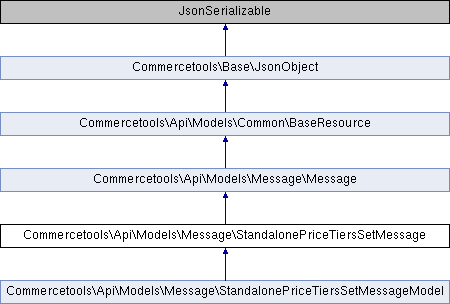 JsonSerializable
Commercetools\Base\JsonObject
Commercetools\Api\Models\Common\BaseResource
Commercetools\Api\Models\Message\Message
Commercetools\Api\Models\Message\StandalonePriceTiersSetMessage
Commercetools\Api\Models\Message\StandalonePriceTiersSetMessageModel